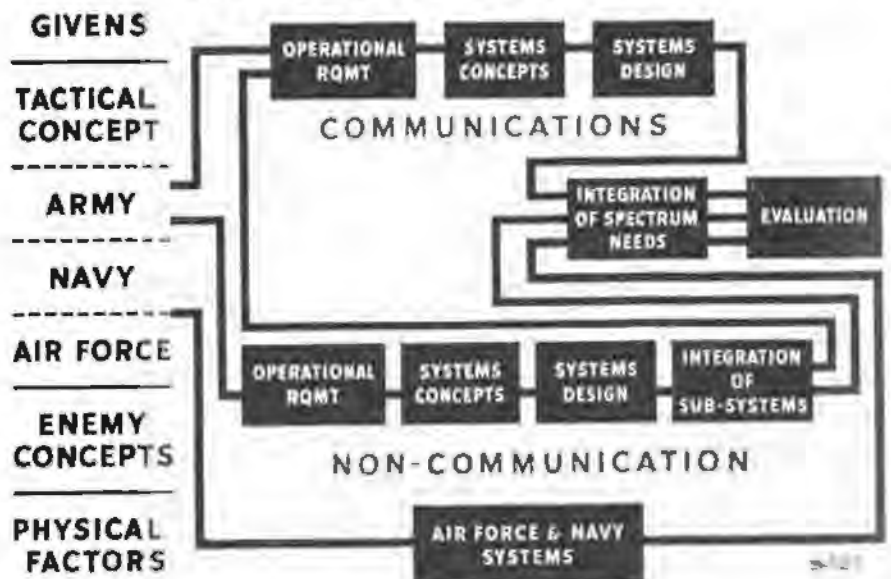 GIVENS
TACTICAL
CONCEPT
ARMY
NAVY
AIR FORCE
ENEMY
CONCEPTS
PHYSICAL
FACTORS
OPERATIONAL
RQMT
SYSTEMS
CONCEPTS
SYSTEMS
DESIGN
COMMUNICATIONS
INTEGRATION
OF SPECTRUM
NEEDS
EVALUATION
OPERATIONAL
RQMT
SYSTEMS
CONCEPTS
SYSTEMS
DESIGN
INTEGRATION
OF
SUB-SYSTEMS
NON-COMMUNICATION
AIR FORCE & NAVY
SYSTEMS